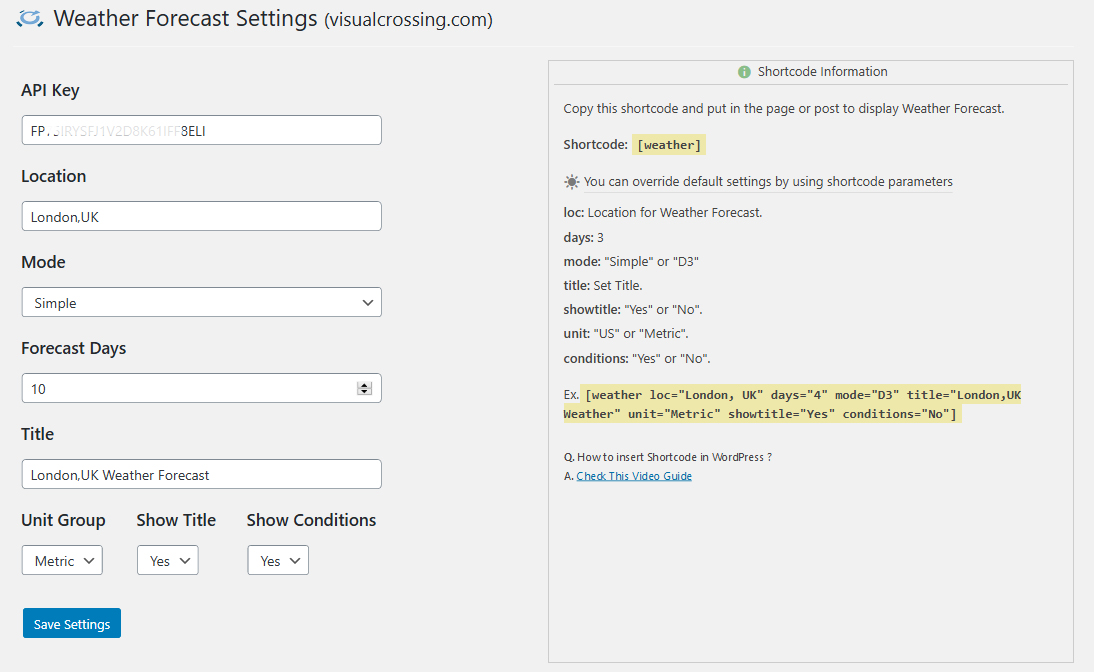 Weather Forecast Settings (visualcrossing.com)
API Key
Location
London,UK
Mode
Simple
Forecast Days
10
Title
London,UK Weather Forecast
Unit Group Show Title Show Conditions
Metric Yes Yes
Save Settings
Shortcode Information
Copy this shortcode and put in the page or post to display Weather Forecast.
Shortcode: [weather]
You can override default settings by using shortcode parameters
loc: Location for Weather Forecast.
days: 3
mode: "Simple" or "D3"
title: Set Title.
showtitle: "Yes" or "No".
unit: "US" or "Metric".
conditions: "Yes" or "No".
Ex. [weather loc="London, UK" days="4" mode="D3" title="London,UK
Weather" unit="Metric" showtitle="Yes" conditions="No"]
Q. How to insert Shortcode in WordPress ?
A. Check This Video Guide